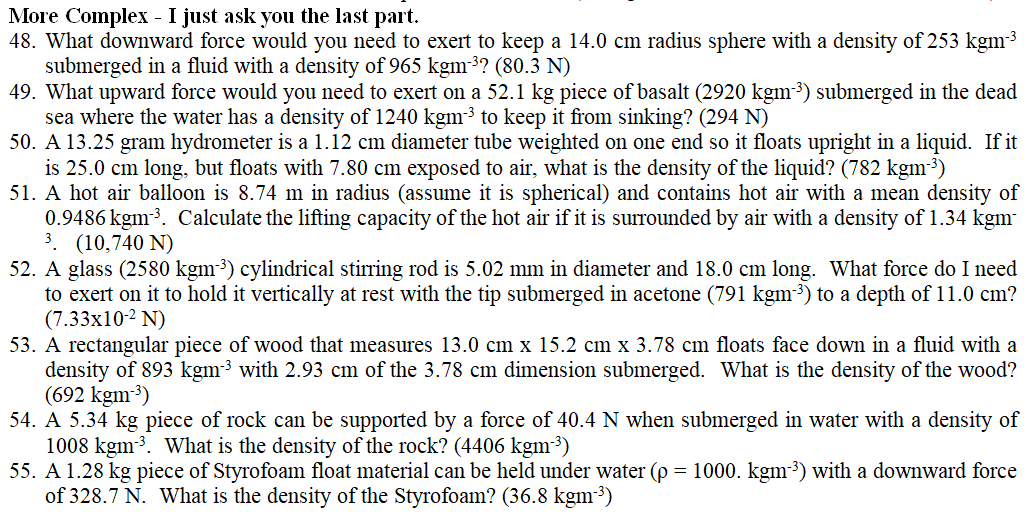 More Complex - I just ask you the last part.
48. What downward force would you need to exert to keep a 14.0 cm radius sphere with a density of 253 kgm⁻³
submerged in a fluid with a density of 965 kgm⁻³? (80.3 N)
49. What upward force would you need to exert on a 52.1 kg piece of basalt (2920 kgm⁻³) submerged in the dead
sea where the water has a density of 1240 kgm⁻³ to keep it from sinking? (294 N)
50. A 13.25 gram hydrometer is a 1.12 cm diameter tube weighted on one end so it floats upright in a liquid. If it
is 25.0 cm long, but floats with 7.80 cm exposed to air, what is the density of the liquid? (782 kgm⁻³)
51. A hot air balloon is 8.74 m in radius (assume it is spherical) and contains hot air with a mean density of
0.9486 kgm⁻³. Calculate the lifting capacity of the hot air if it is surrounded by air with a density of 1.34 kgm⁻
³. (10,740 N)
52. A glass (2580 kgm⁻³) cylindrical stirring rod is 5.02 mm in diameter and 18.0 cm long. What force do I need
to exert on it to hold it vertically at rest with the tip submerged in acetone (791 kgm⁻³) to a depth of 11.0 cm?
(7.33x10⁻² N)
53. A rectangular piece of wood that measures 13.0 cm x 15.2 cm x 3.78 cm floats face down in a fluid with a
density of 893 kgm⁻³ with 2.93 cm of the 3.78 cm dimension submerged. What is the density of the wood?
(692 kgm⁻³)
54. A 5.34 kg piece of rock can be supported by a force of 40.4 N when submerged in water with a density of
1008 kgm⁻³. What is the density of the rock? (4406 kgm⁻³)
55. A 1.28 kg piece of Styrofoam float material can be held under water (ρ = 1000. kgm⁻³) with a downward force
of 328.7 N. What is the density of the Styrofoam? (36.8 kgm⁻³)